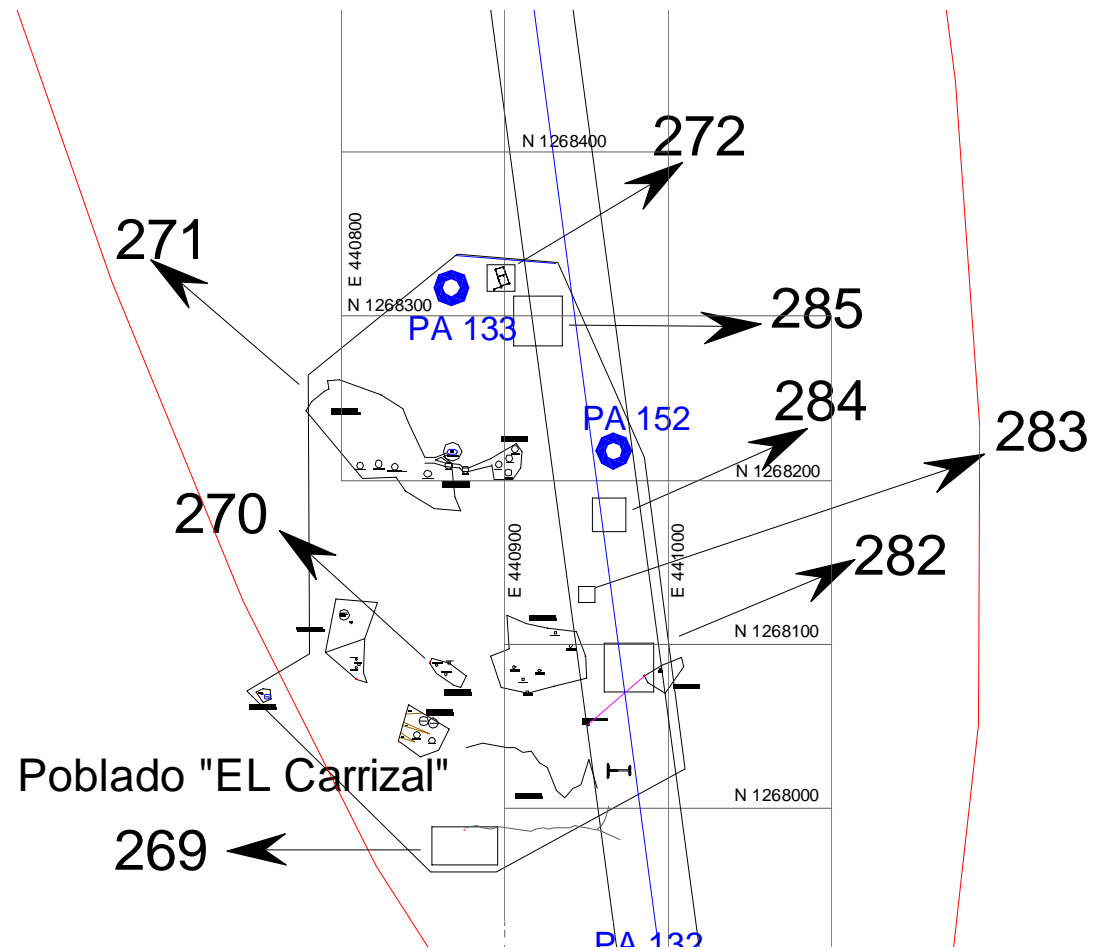 N 1268400
272
271
E 440800
N 1268300
285
PA 133
284
PA 152
283
N 1268200
270
E 440900
E 441000
282
N 1268100
Poblado "EL Carrizal"
N 1268000
269
PA 132